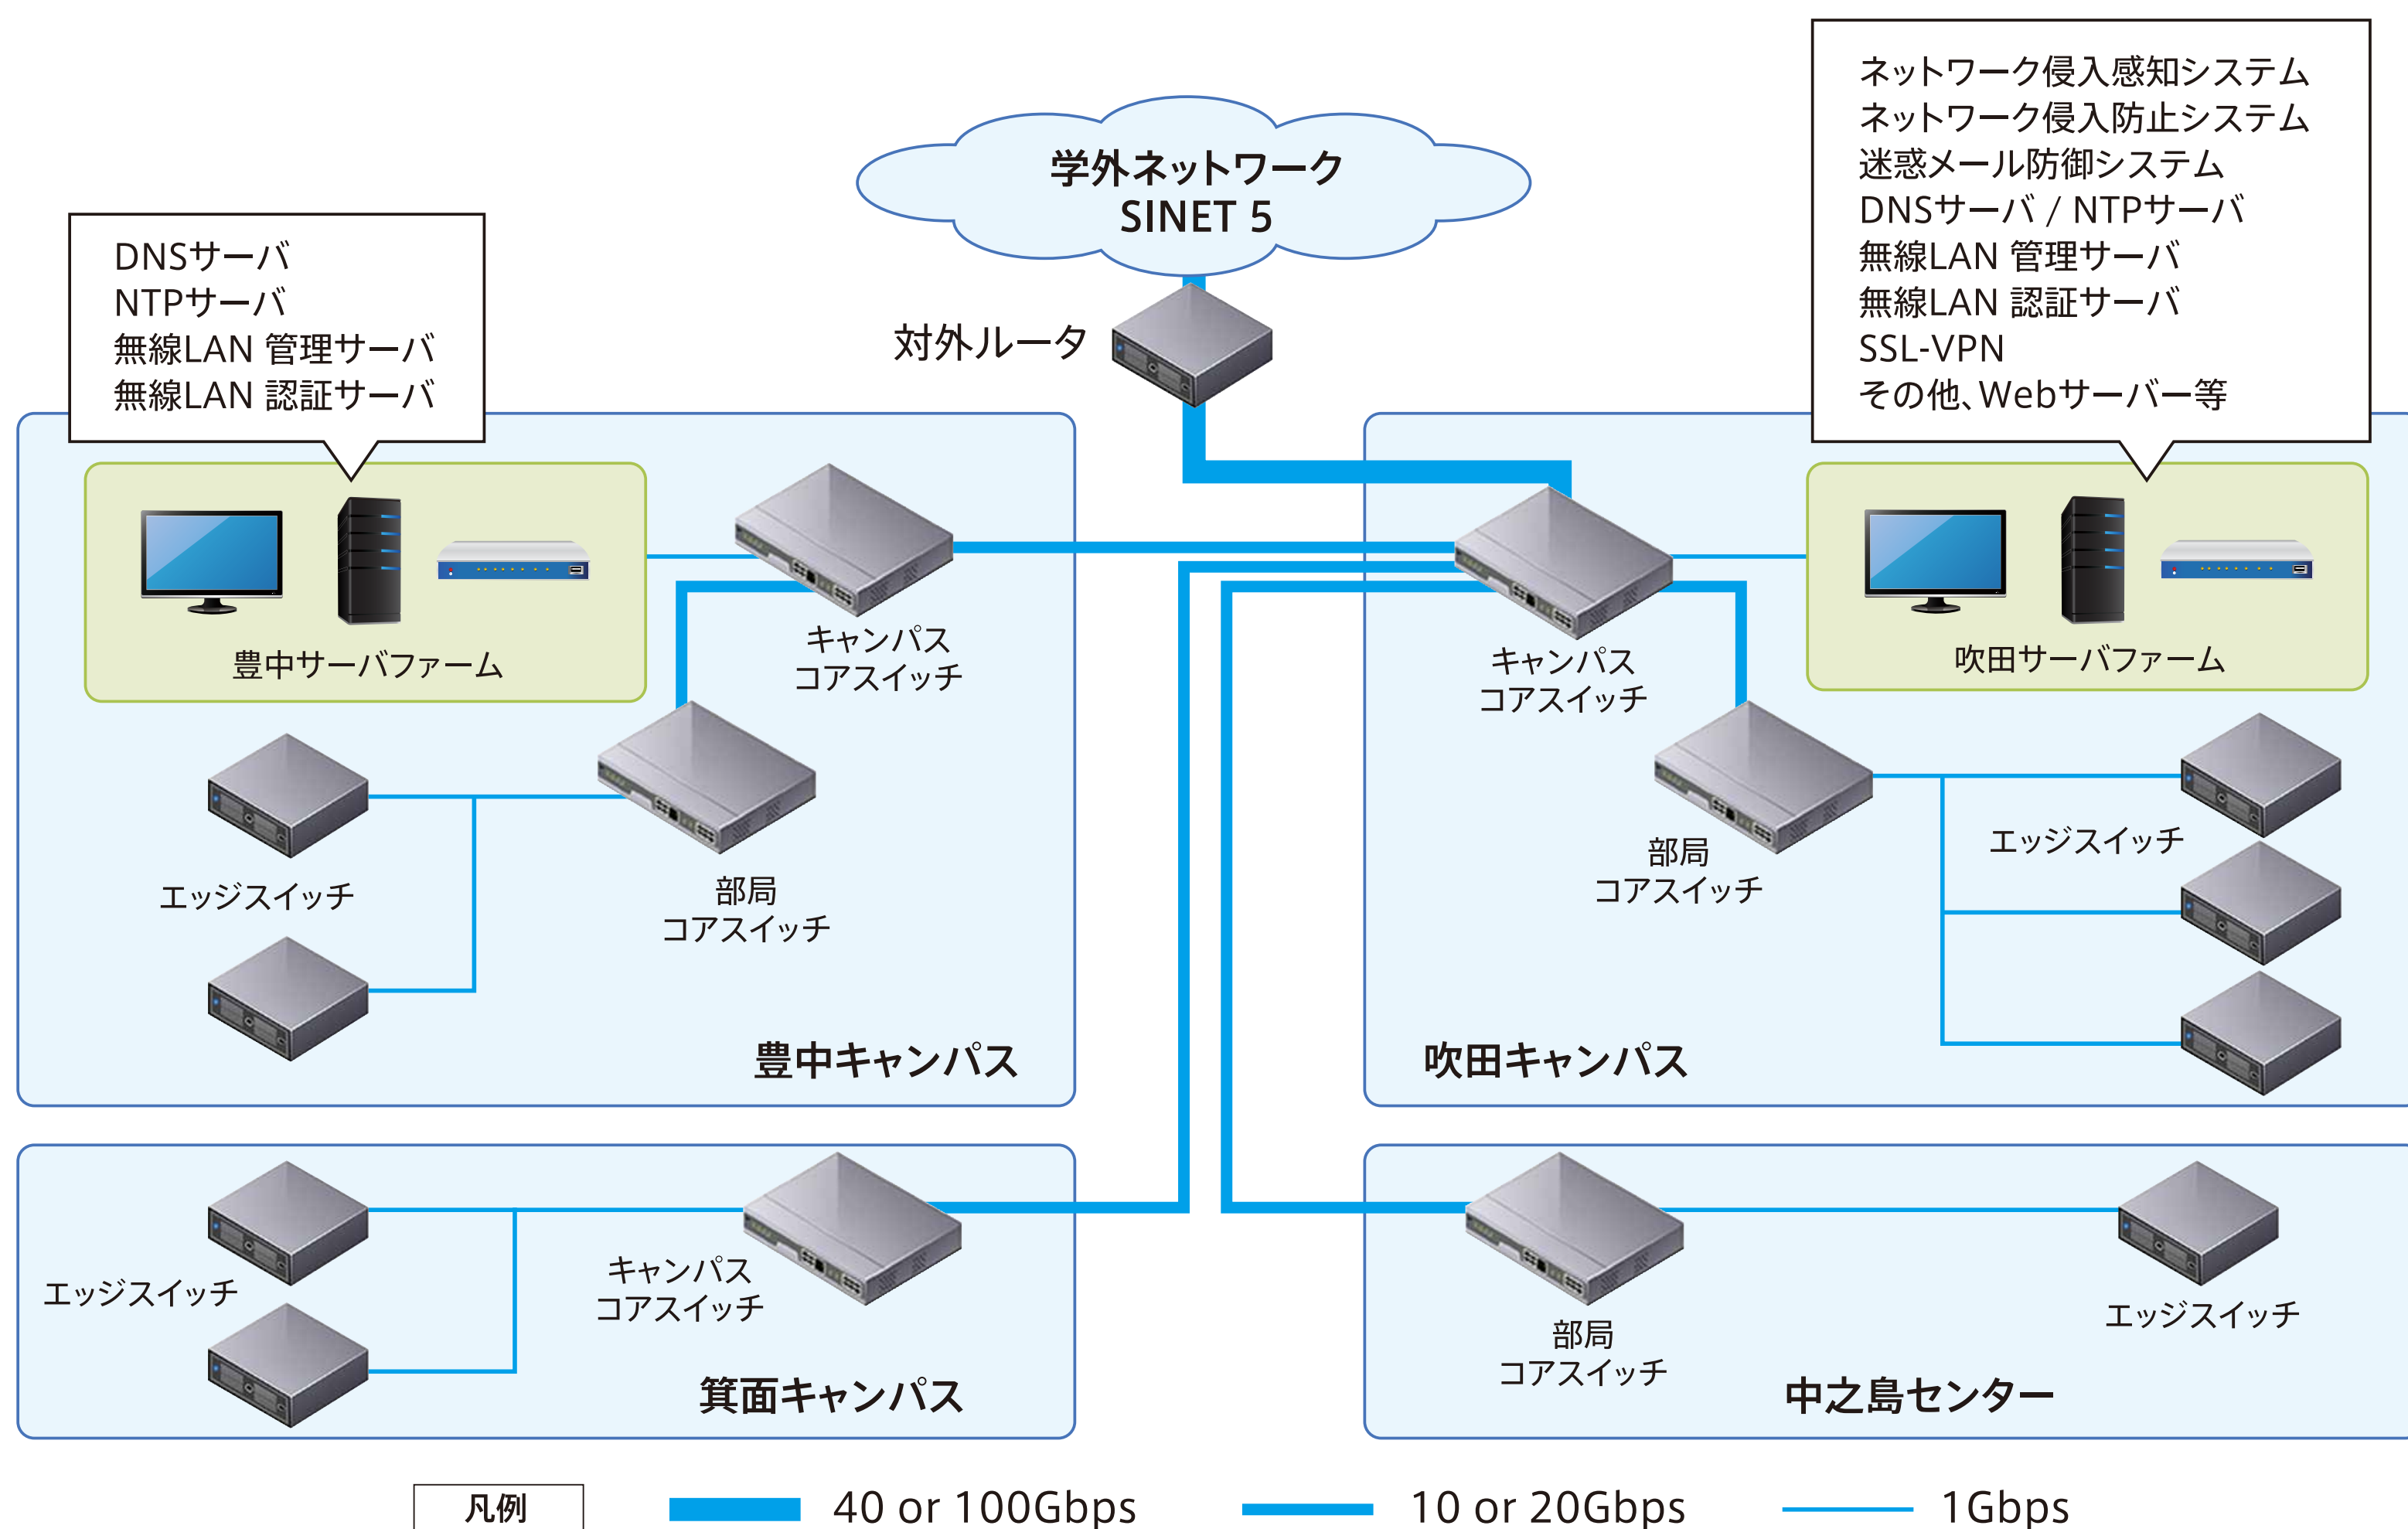 学外ネットワーク
SINET 5
対外ルータ
DNSサーバ
NTPサーバ
無線LAN 管理サーバ
無線LAN 認証サーバ
ネットワーク侵入感知システム
ネットワーク侵入防止システム
迷惑メール防御システム
DNSサーバ / NTPサーバ
無線LAN 管理サーバ
無線LAN 認証サーバ
SSL-VPN
その他、Webサーバー等
豊中サーバファーム
キャンパス
コアスイッチ
エッジスイッチ
部局
コアスイッチ
豊中キャンパス
キャンパス
コアスイッチ
吹田サーバファーム
部局
コアスイッチ
エッジスイッチ
吹田キャンパス
エッジスイッチ
キャンパス
コアスイッチ
箕面キャンパス
部局
コアスイッチ
エッジスイッチ
中之島センター
凡例
40 or 100Gbps
10 or 20Gbps
1Gbps